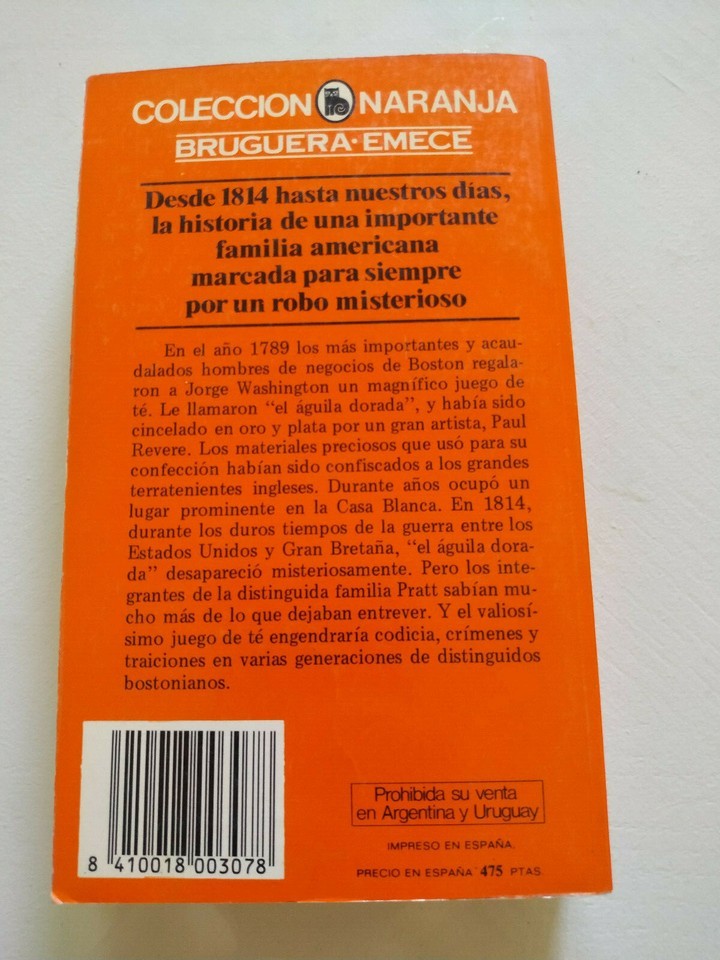 COLECCION NARANJA
BRUGUERA·EMECE
Desde 1814 hasta nuestros días,
la historia de una importante
familia americana
marcada para siempre
por un robo misterioso
En el año 1789 los más importantes y acau-
dalados hombres de negocios de Boston regala-
ron a Jorge Washington un magnífico juego de
té. Le llamaron "el águila dorada", y había sido
cincelado en oro y plata por un gran artista, Paul
Revere. Los materiales preciosos que usó para su
confección habían sido confiscados a los grandes
terratenientes ingleses. Durante años ocupó un
lugar prominente en la Casa Blanca. En 1814,
durante los duros tiempos de la guerra entre los
Estados Unidos y Gran Bretaña, "el águila dora-
da" desapareció misteriosamente. Pero los inte-
grantes de la distinguida familia Pratt sabían mu-
cho más de lo que dejaban entrever. Y el valiosí-
simo juego de té engendraría codicia, crímenes y
traiciones en varias generaciones de distinguidos
bostonianos.
Prohibida su venta
en Argentina y Uruguay
IMPRESO EN ESPAÑA.
PRECIO EN ESPAÑA 475 PTAS.
8 410018 003078